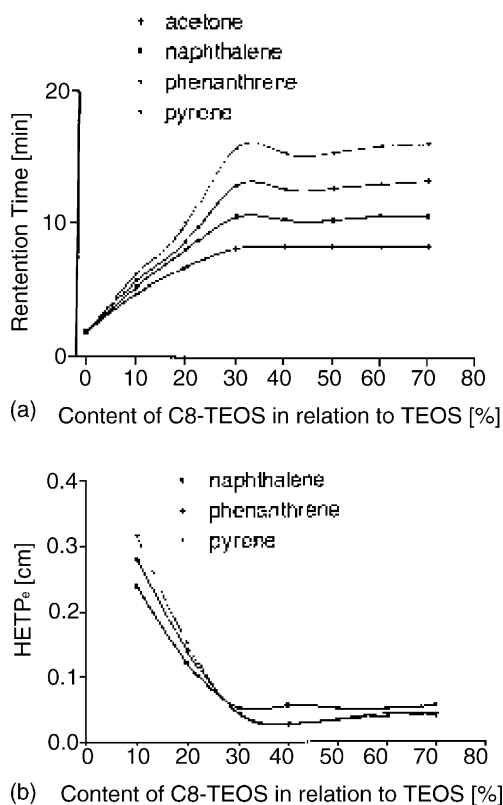 acetone
naphthalene
phenanthrene
pyrene
20
10
0
Rentention Time [min]
0 10 20 30 40 50 60 70 80
(a) Content of C8-TEOS in relation to TEOS [%]
naphthalene
phenanthrene
pyrene
0.4
0.3
0.2
0.1
0.0
HETPe [cm]
0 10 20 30 40 50 60 70 80
(b) Content of C8-TEOS in relation to TEOS [%]